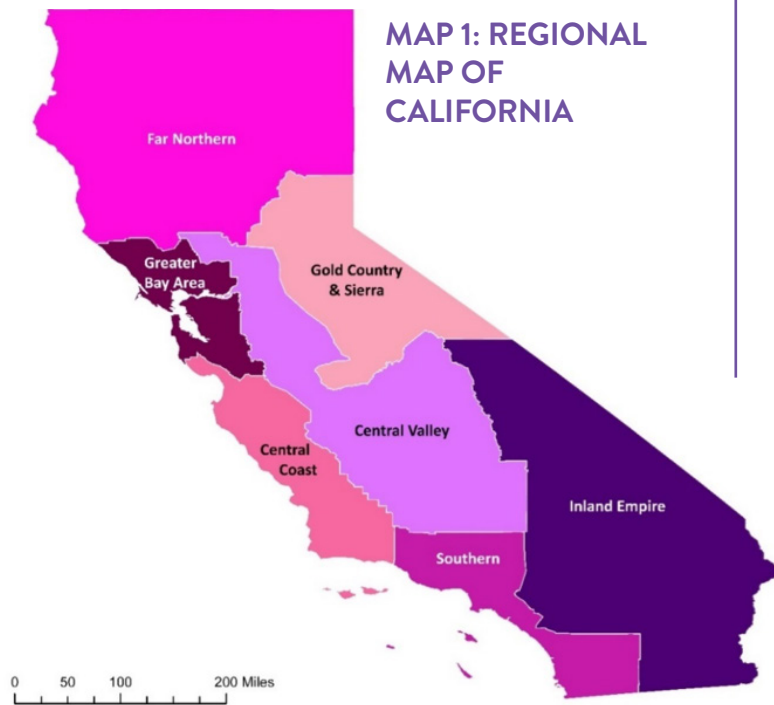 MAP 1: REGIONAL
MAP OF
CALIFORNIA
Far Northern
Greater
Bay Area
Gold Country
& Sierra
Central Valley
Central
Coast
Inland Empire
Southern
0 50 100 200 Miles